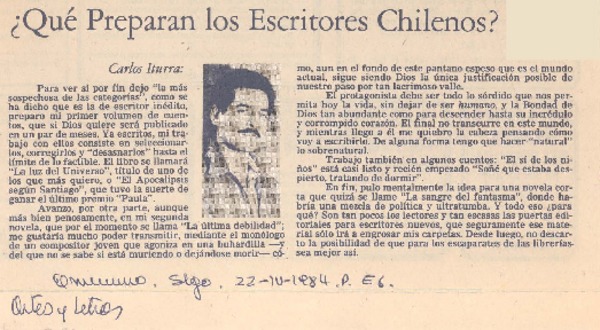 ¿Qué Preparan los Escritores Chilenos?
Carlos Iturra:
Para ver al por fin dejo "la más
sospechosa de las categorías", como se
ha dicho que es la de escritor inédito,
preparo mi primer volumen de cuen-
tos, que si Dios quiere será publicado
en un par de meses. Ya escritos, mi tra-
bajo con ellos consiste en seleccionar-
los, corregirlos y "desasnarlos" hasta el
límite de lo factible. El libro se llamará
"La luz del Universo", título de uno de
los que más quiero, o "El Apocalipsis
según Santiago", que tuvo la suerte de
ganar el último premio "Paula".
Avanzo, por otra parte, aunque
más bien penosamente, en mi segunda
novela, que por el momento se llama "La última debilidad";
me gustaría mucho poder transmitir, mediante el monólogo
de un compositor joven que agoniza en una buhardilla —y
del que no se sabe si está muriendo o dejándose morir— có-
mo, aun en el fondo de este pantano espeso que es el mundo
actual, sigue siendo Dios la única justificación posible de
nuestro paso por tan lacrimoso valle.
El protagonista debe ser todo lo sórdido que nos per-
mita hoy la vida, sin dejar de ser humano, y la Bondad de
Dios tan abundante como para descender hasta su incrédulo
y corrompido corazón. El final no transcurre en este mundo,
y mientras llego a él me quiebro la cabeza pensando cómo
voy a escribirlo. De alguna forma tengo que hacer "natural"
lo sobrenatural.
Trabajo también en algunos cuentos: "El sí de los ni-
ños" está casi listo y recién empezado "Soñé que estaba des-
pierto, tratando de dormir".
En fin, pulo mentalmente la idea para una novela cor-
ta que quizá se llame "La sangre del fantasma", donde ha-
bría una mezcla de política y ultratumba. Y todo eso ¿para
qué? Son tan pocos los lectores y tan escasas las puertas edi-
toriales para escritores nuevos, que seguramente ese mate-
rial sólo irá a engrosar mis carpetas. Desde luego, no descar-
to la posibilidad de que para los escaparates de las librerías
sea mejor así.
Stgo. 22-IV-1984. P. E6.
Artes y Letras